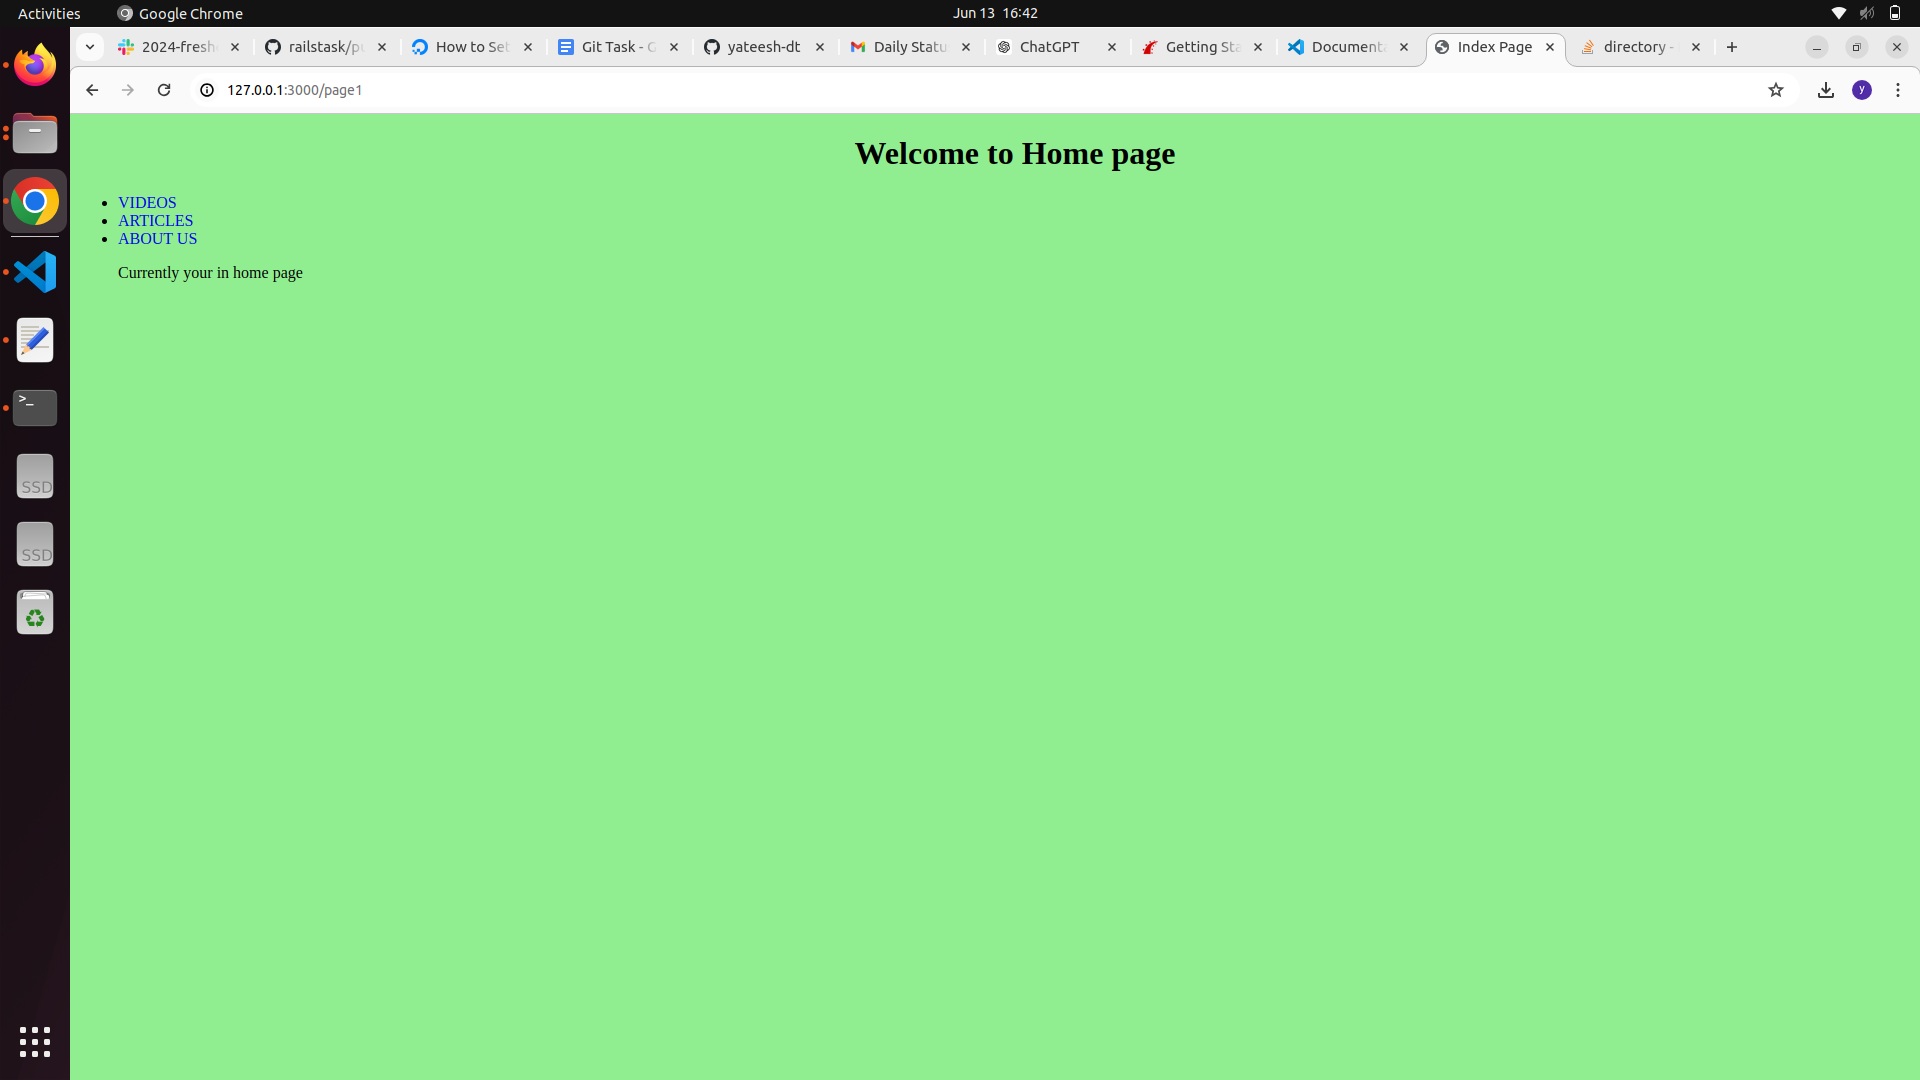 Activities Google Chrome Jun 13 16:42
2024-fresh railstask/pu How to Set Git Task - G yateesh-dt Daily Statu ChatGPT Getting Sta Documenta Index Page directory -
127.0.0.1:3000/page1 y
Welcome to Home page
• VIDEOS
• ARTICLES
• ABOUT US
Currently your in home page
>_
SSD
SSD